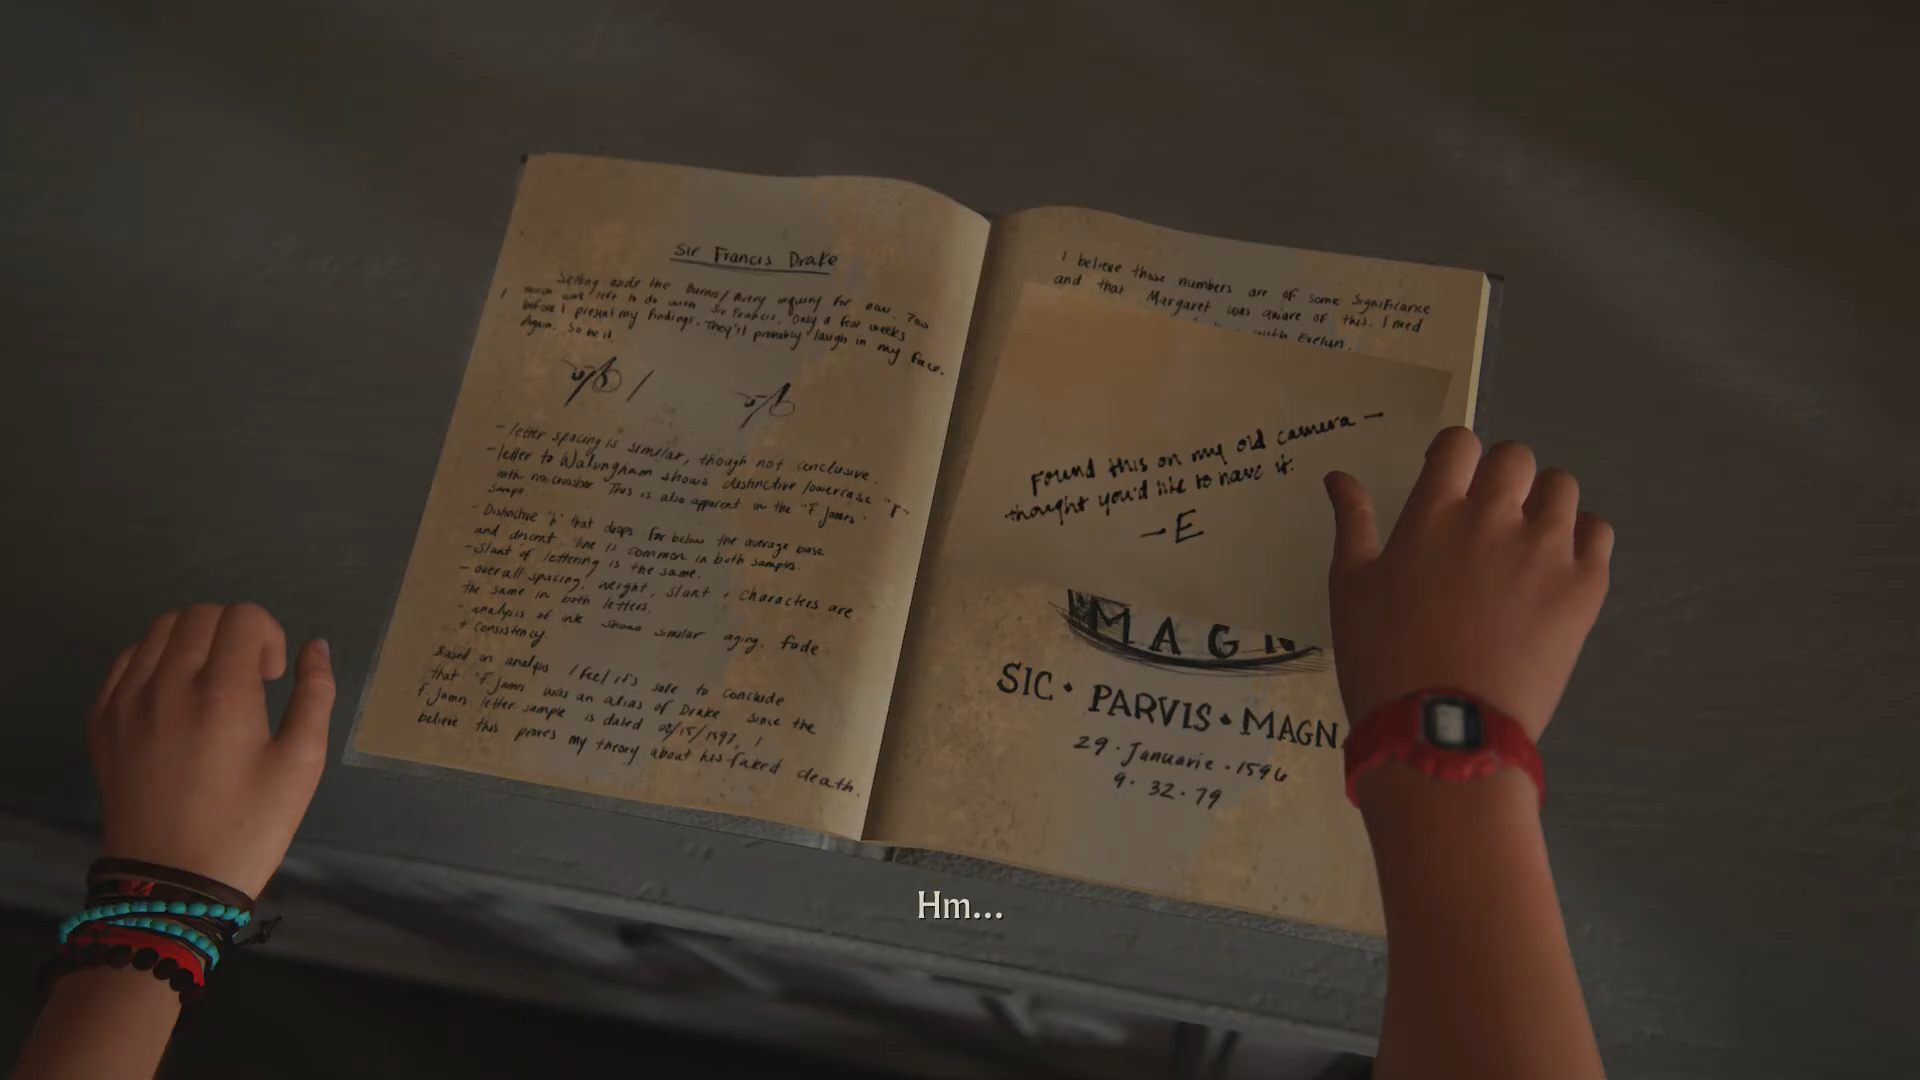 Sir Francis Drake
Setting aside the Burnes/Avery inquiry for now. Too
much work left to do with Sir Francis. Only a few weeks
before I present my findings. They'll probably laugh in my face.
Again. So be it.
- letter spacing is similar, though not conclusive.
- letter to Walsingham shows distinctive lowercase "r"
with no crossbar. This is also apparent in the "F. James"
sample.
- Distinctive "h" that drops far below the average base
and descent line is common in both samples.
- Slant of lettering is the same.
- overall spacing, weight, slant + characters are
the same in both letters.
- analysis of ink shows similar aging, fade
+ consistency.
Based on analysis I feel it's safe to conclude
that "F. James" was an alias of Drake. Since the
F. James letter sample is dated 02/15/1597, I
believe this proves my theory about his faked death.
I believe those numbers are of some significance
and that Margaret was aware of this. I need
with Evelyn.
Found this on my old camera —
thought you'd like to have it.
— E
MAGN
SIC • PARVIS • MAGN
29 · Januarie · 1596
9 · 32 · 79
Hm...